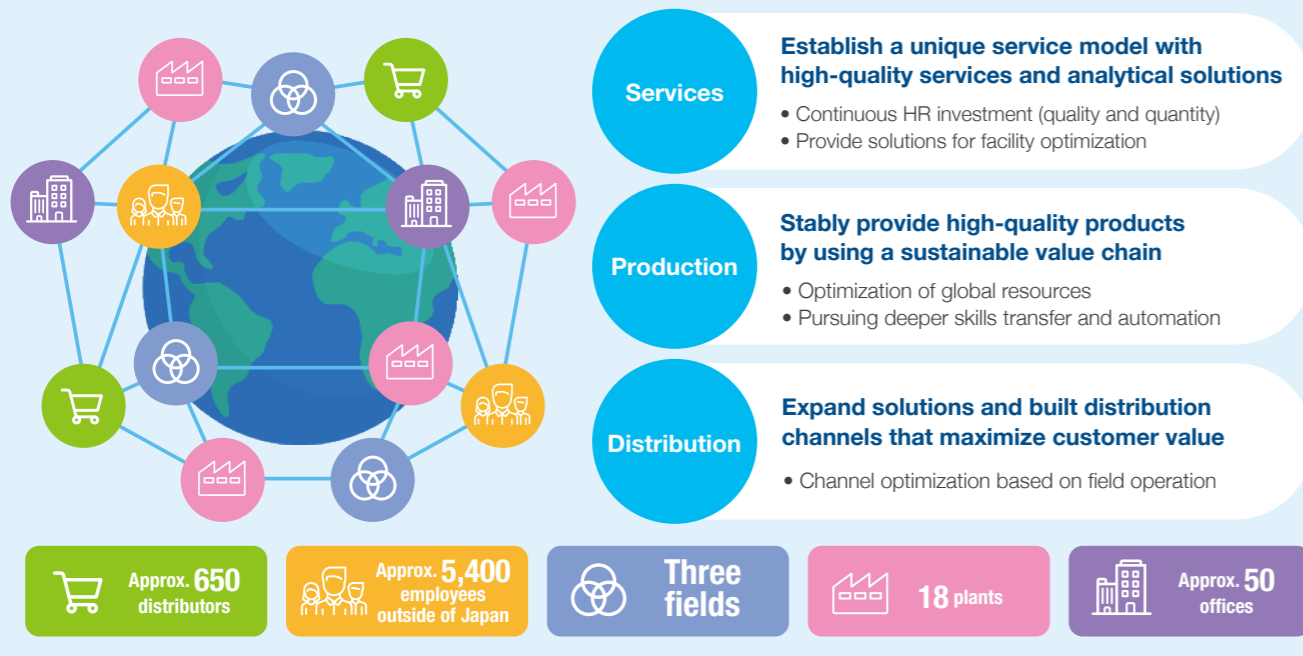 Services
Establish a unique service model with
high-quality services and analytical solutions
• Continuous HR investment (quality and quantity)
• Provide solutions for facility optimization
Production
Stably provide high-quality products
by using a sustainable value chain
• Optimization of global resources
• Pursuing deeper skills transfer and automation
Distribution
Expand solutions and built distribution
channels that maximize customer value
• Channel optimization based on field operation
Approx. 650
distributors
Approx. 5,400
employees
outside of Japan
Three
fields
18 plants
Approx. 50
offices